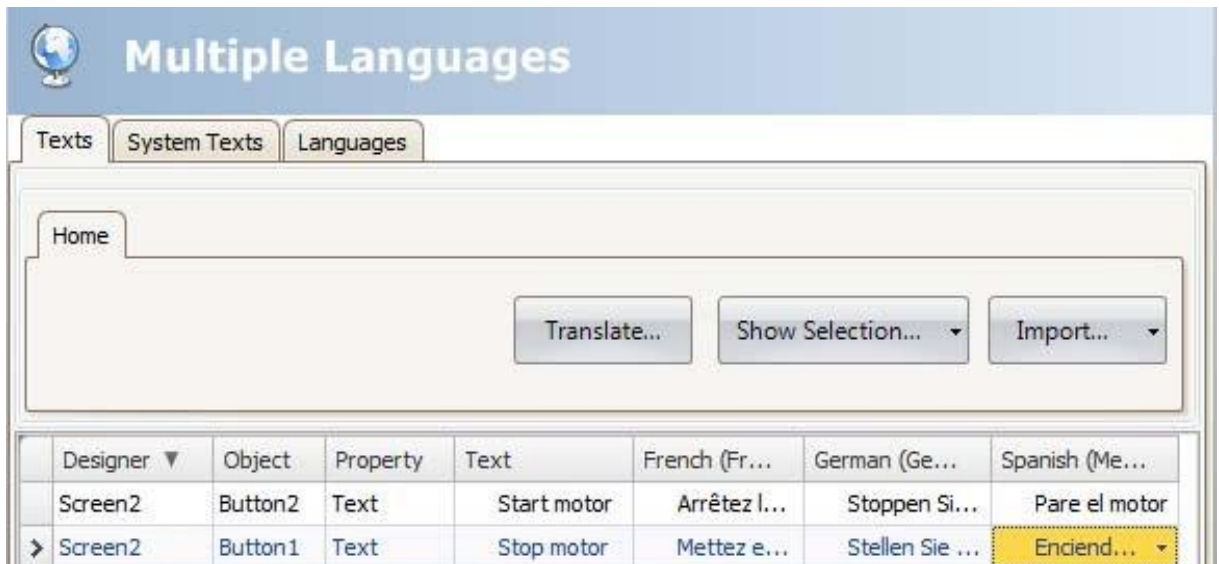 Multiple Languages
Texts System Texts Languages
Home
Translate... Show Selection... Import...
Designer Object Property Text French (Fr... German (Ge... Spanish (Me...
Screen2 Button2 Text Start motor Arrêtez l... Stoppen Si... Pare el motor
Screen2 Button1 Text Stop motor Mettez e... Stellen Sie ... Enciend...